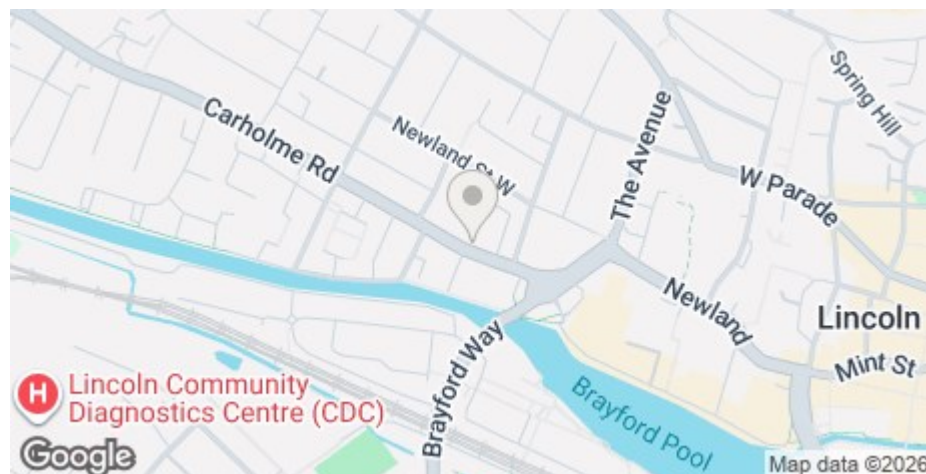 Spring Hill
Carholme Rd
Newland St W
The Avenue
W Parade
Newland
Lincoln
Mint St
Brayford Way
Brayford Pool
H
Lincoln Community
Diagnostics Centre (CDC)
Google
Map data ©2026